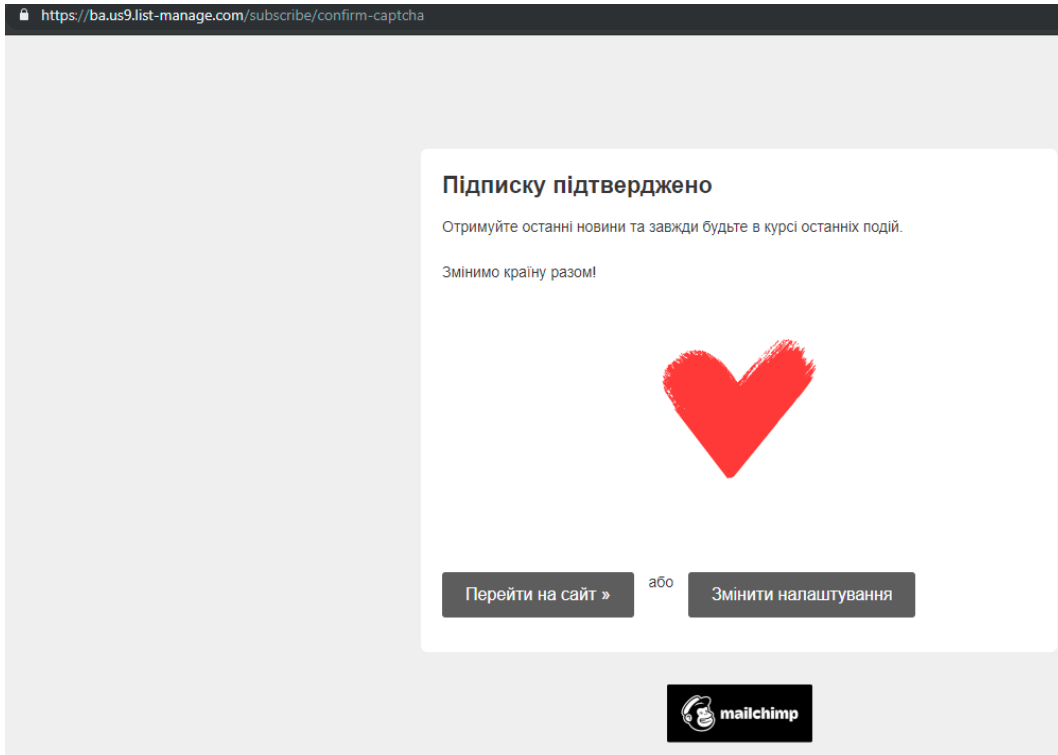 https://ba.us9.list-manage.com/subscribe/confirm-captcha
Підписку підтверджено
Отримуйте останні новини та завжди будьте в курсі останніх подій.
Змінимо країну разом!
Перейти на сайт » або Змінити налаштування
mailchimp